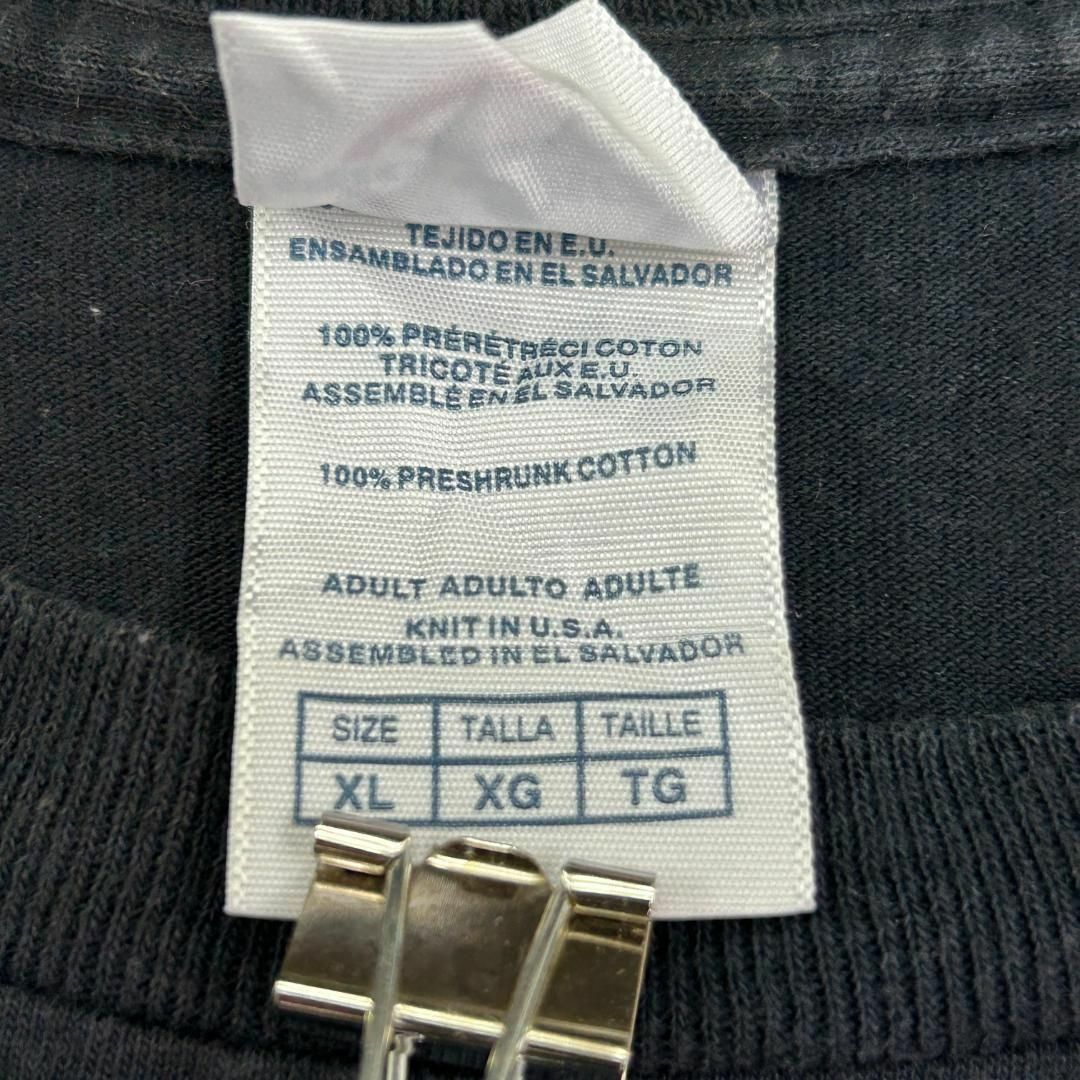 TEJIDO EN E.U.
ENSAMBLADO EN EL SALVADOR
100% PRÉRÉTRÉCI COTON
TRICOTÉ AUX E.U.
ASSEMBLÉ EN EL SALVADOR
100% PRESHRUNK COTTON
ADULT ADULTO ADULTE
KNIT IN U.S.A.
ASSEMBLED IN EL SALVADOR
SIZE TALLA TAILLE
XL XG TG